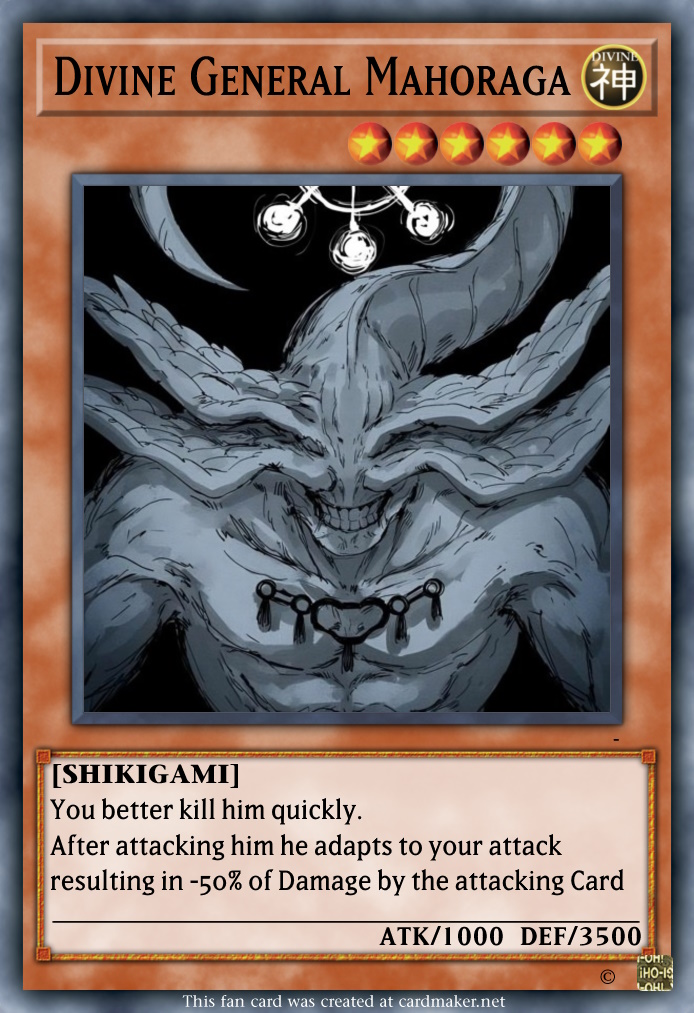 Divine General Mahoraga
DIVINE
神
-
[SHIKIGAMI]
You better kill him quickly.
After attacking him he adapts to your attack
resulting in -50% of Damage by the attacking Card
ATK/1000 DEF/3500
©
This fan card was created at cardmaker.net